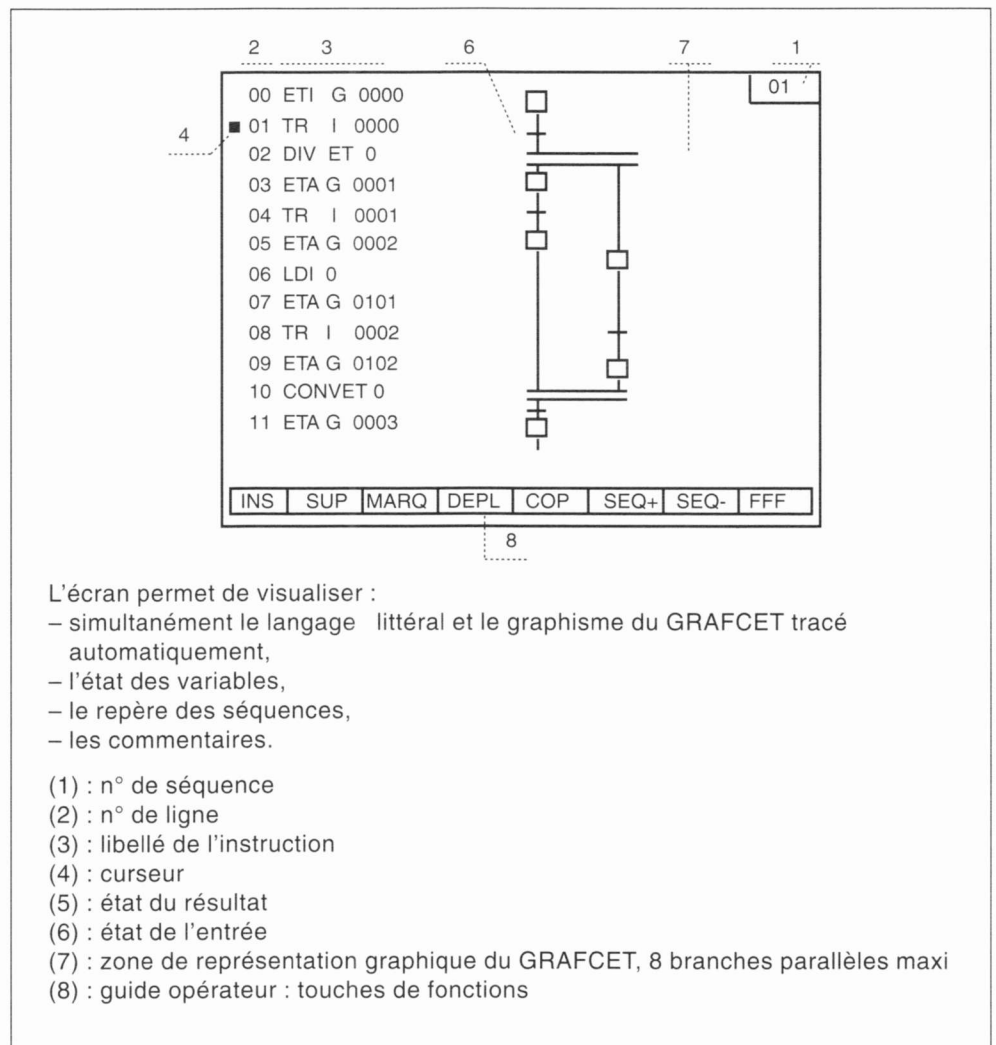 2 3 6 7 1
01
00 ETI G 0000
4
01 TR I 0000
02 DIV ET 0
03 ETA G 0001
04 TR I 0001
05 ETA G 0002
06 LDI 0
07 ETA G 0101
08 TR I 0002
09 ETA G 0102
10 CONVET 0
11 ETA G 0003
INS SUP MARQ DEPL COP SEQ+ SEQ- FFF
8
L'écran permet de visualiser :
– simultanément le langage littéral et le graphisme du GRAFCET tracé
automatiquement,
– l'état des variables,
– le repère des séquences,
– les commentaires.
(1) : n° de séquence
(2) : n° de ligne
(3) : libellé de l'instruction
(4) : curseur
(5) : état du résultat
(6) : état de l'entrée
(7) : zone de représentation graphique du GRAFCET, 8 branches parallèles maxi
(8) : guide opérateur : touches de fonctions